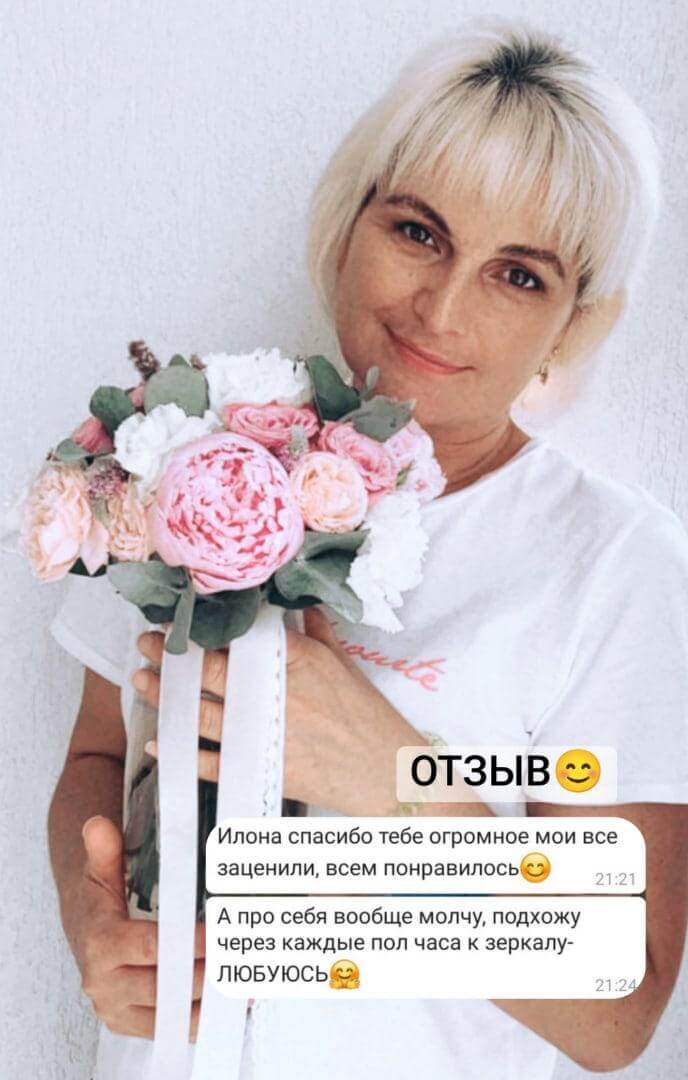 ОТЗЫВ😊
Илона спасибо тебе огромное мои все
заценили, всем понравилось😊
21:21
А про себя вообще молчу, подхожу
через каждые пол часа к зеркалу-
ЛЮБУЮСЬ🤗
21:24